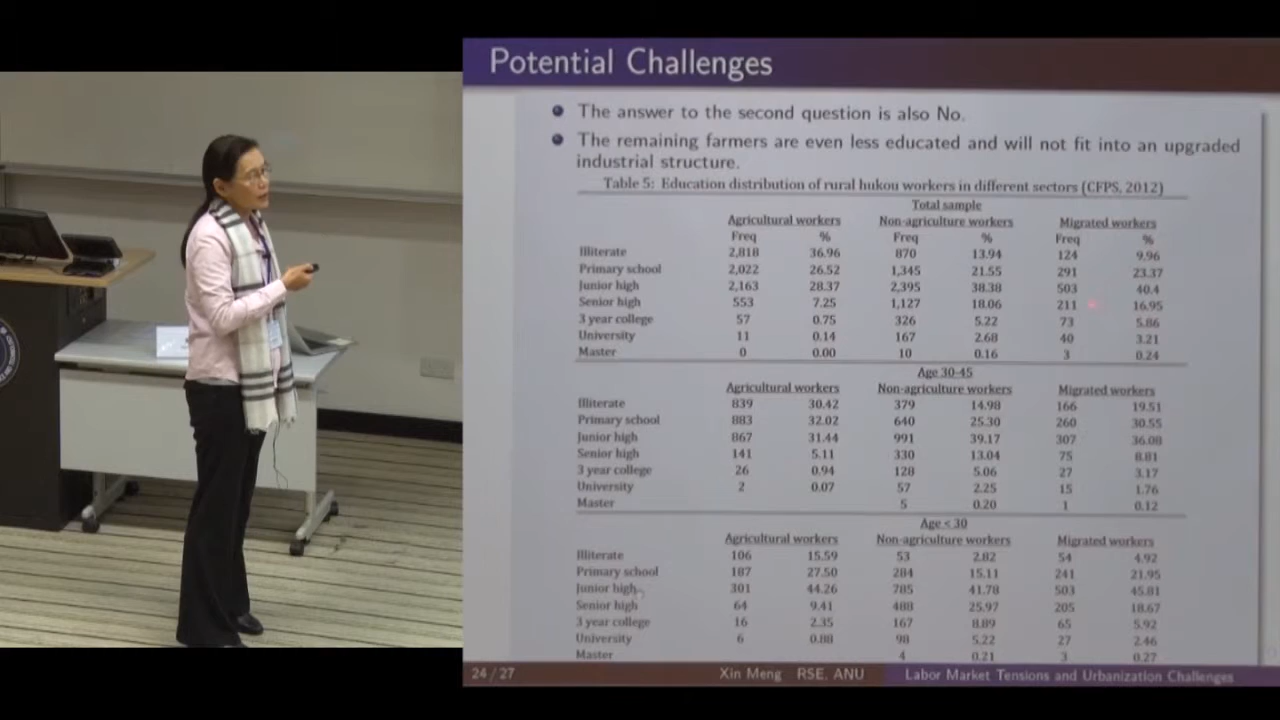 Potential Challenges
The answer to the second question is also No.
The remaining farmers are even less educated and will not fit into an upgraded
industrial structure.
Table 5: Education distribution of rural hukou workers in different sectors (CFPS, 2012)
Total sample
Agricultural workers Non-agriculture workers Migrated workers
Freq % Freq % Freq %
Illiterate 2,818 36.96 870 13.94 124 9.96
Primary school 2,022 26.52 1,345 21.55 291 23.37
Junior high 2,163 28.37 2,395 38.38 503 40.4
Senior high 553 7.25 1,127 18.06 211 16.95
3 year college 57 0.75 326 5.22 73 5.86
University 11 0.14 167 2.68 40 3.21
Master 0 0.00 10 0.16 3 0.24
Age 30-45
Agricultural workers Non-agriculture workers Migrated workers
Illiterate 839 30.42 379 14.98 166 19.51
Primary school 883 32.02 640 25.30 260 30.55
Junior high 867 31.44 991 39.17 307 36.08
Senior high 141 5.11 330 13.04 75 8.81
3 year college 26 0.94 128 5.06 27 3.17
University 2 0.07 57 2.25 15 1.76
Master 5 0.20 1 0.12
Age < 30
Agricultural workers Non-agriculture workers Migrated workers
Illiterate 106 15.59 53 2.82 54 4.92
Primary school 187 27.50 284 15.11 241 21.95
Junior high 301 44.26 785 41.78 503 45.81
Senior high 64 9.41 488 25.97 205 18.67
3 year college 16 2.35 167 8.89 65 5.92
University 6 0.88 98 5.22 27 2.46
Master 4 0.21 3 0.27
24 / 27 Xin Meng RSE, ANU Labor Market Tensions and Urbanization Challenges